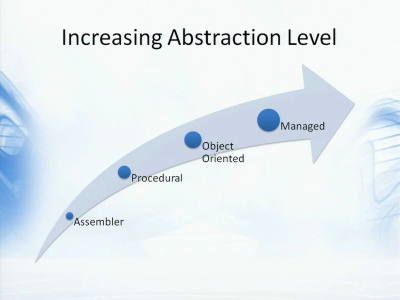 Increasing Abstraction Level
Managed
Object
Oriented
Procedural
Assembler